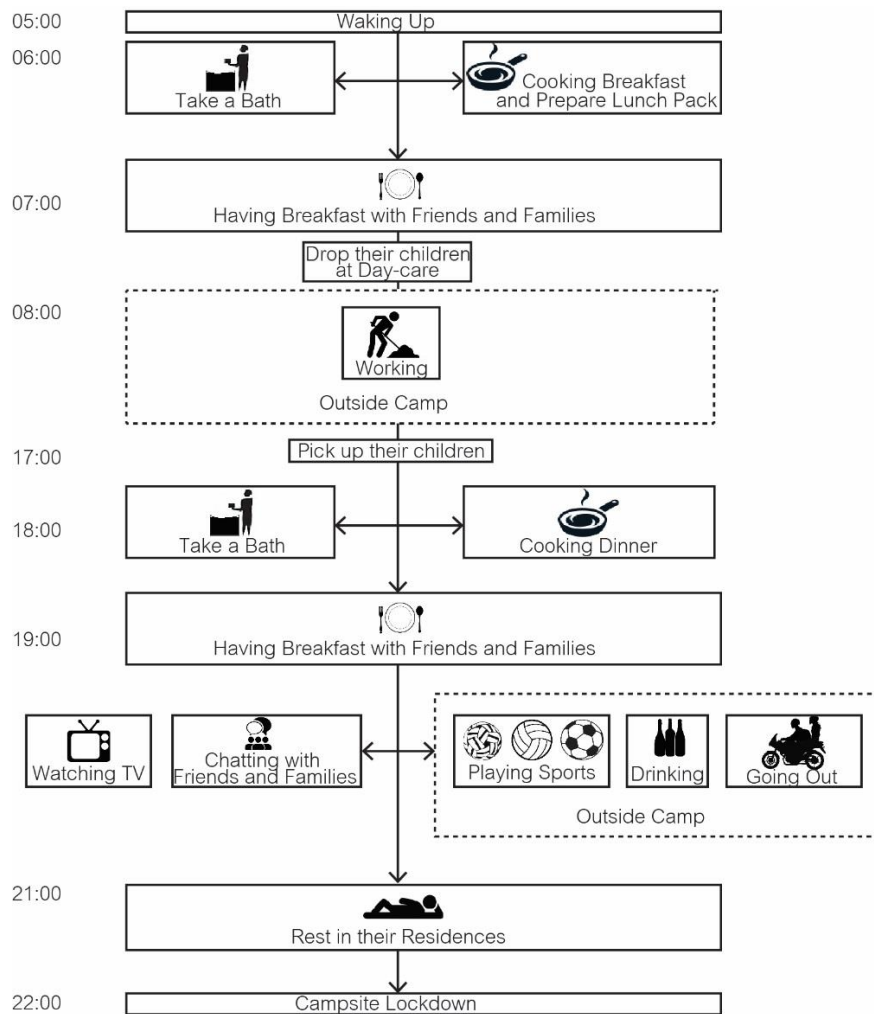 05:00
Waking Up
06:00
Take a Bath
Cooking Breakfast
and Prepare Lunch Pack
07:00
Having Breakfast with Friends and Families
Drop their children
at Day-care
08:00
Working
Outside Camp
17:00
Pick up their children
18:00
Take a Bath
Cooking Dinner
19:00
Having Breakfast with Friends and Families
Watching TV
Chatting with
Friends and Families
Playing Sports
Drinking
Going Out
Outside Camp
21:00
Rest in their Residences
22:00
Campsite Lockdown